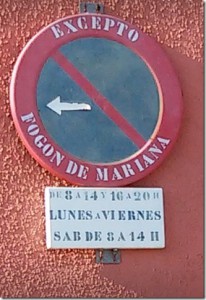 EXCEPTO
FOGON DE MARIANA
DE 8 A 14 Y 16 A 20 H
LUNES A VIERNES
SAB DE 8 A 14 H